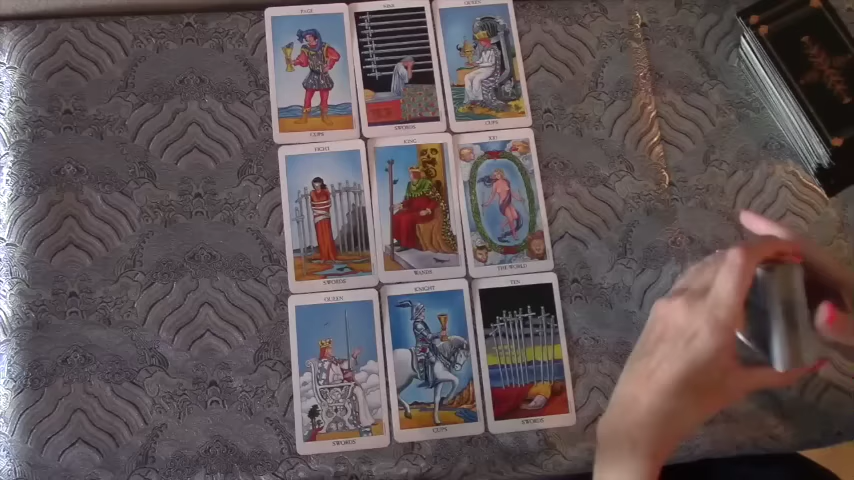 PAGE
CUPS
NINE
SWORDS
QUEEN
CUPS
EIGHT
SWORDS
KING
WANDS
XXI
THE WORLD
QUEEN
SWORDS
KNIGHT
CUPS
TEN
SWORDS